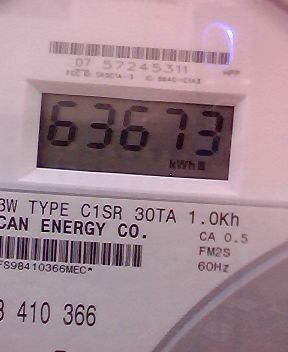 07 57245311
63673
kWh
3W TYPE C1SR 30TA 1.0Kh
CAN ENERGY CO.
CA 0.5
FM2S
60Hz
FS98410366MEC*
3 410 366